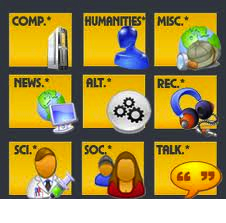 COMP.* HUMANITIES* MISC.*
NEWS.* ALT.* REC.*
SCI.* SOC.* TALK.*